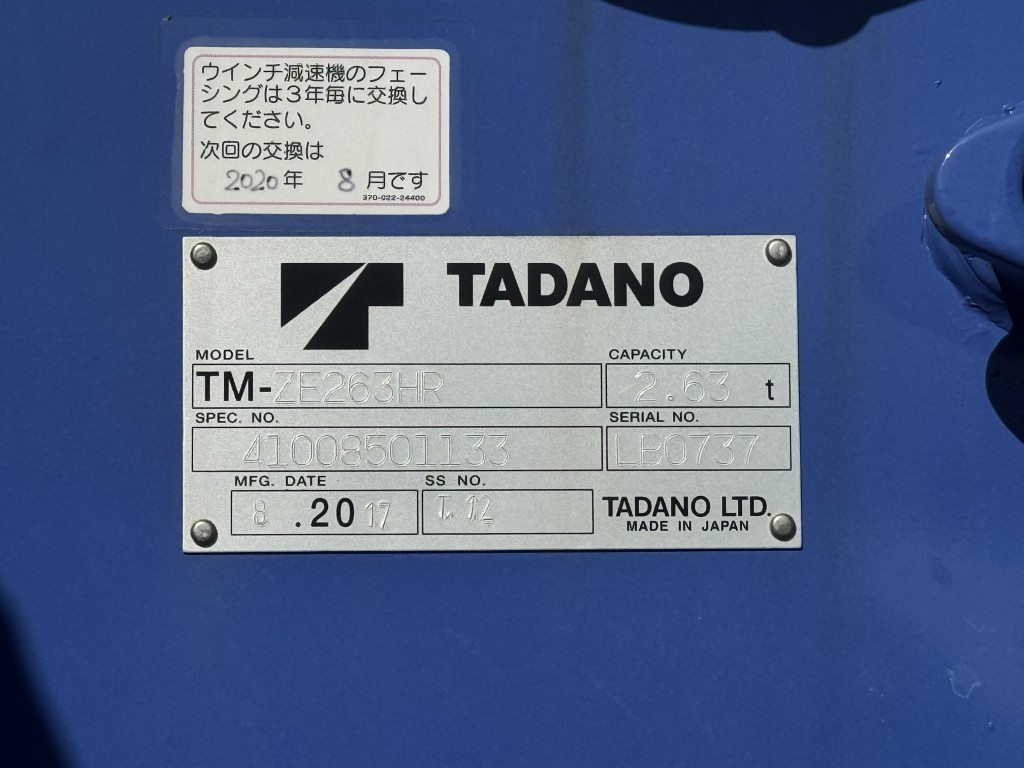 ウインチ減速機のフェー
シングは3年毎に交換し
てください。
次回の交換は
2020年 8月です
370-022-24400
TADANO
MODEL
TM-ZE263HR
CAPACITY
2.63 t
SPEC. NO.
41008501133
SERIAL NO.
LB0737
MFG. DATE
8 .2017
SS NO.
T. 12
TADANO LTD.
MADE IN JAPAN